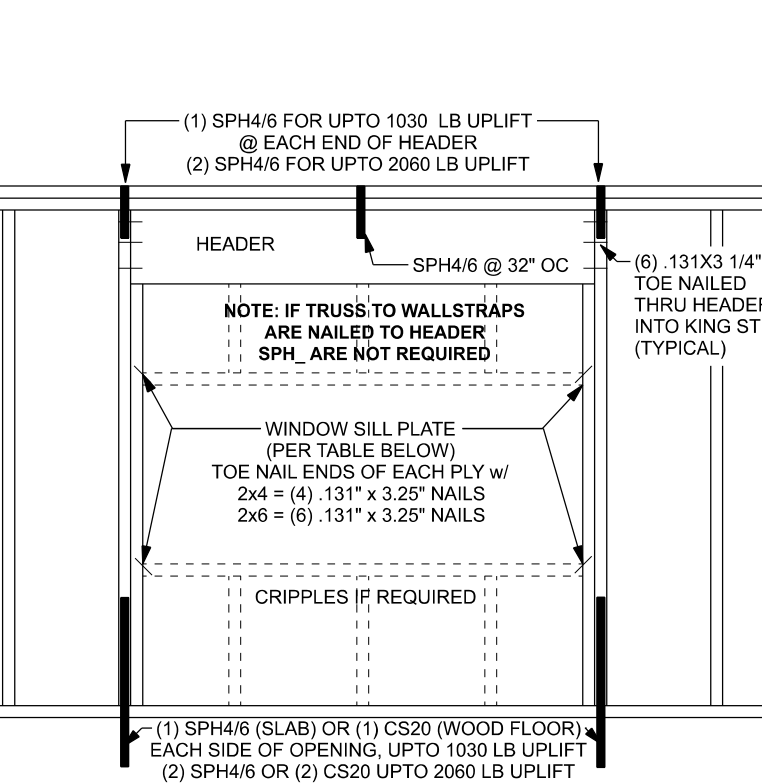 (1) SPH4/6 FOR UPTO 1030 LB UPLIFT
@ EACH END OF HEADER
(2) SPH4/6 FOR UPTO 2060 LB UPLIFT
HEADER
SPH4/6 @ 32" OC
(6) .131X3 1/4"
TOE NAILED
THRU HEADER
INTO KING ST
(TYPICAL)
NOTE: IF TRUSS TO WALLSTRAPS
ARE NAILED TO HEADER
SPH_ ARE NOT REQUIRED
WINDOW SILL PLATE
(PER TABLE BELOW)
TOE NAIL ENDS OF EACH PLY w/
2x4 = (4) .131" x 3.25" NAILS
2x6 = (6) .131" x 3.25" NAILS
CRIPPLES IF REQUIRED
(1) SPH4/6 (SLAB) OR (1) CS20 (WOOD FLOOR)
EACH SIDE OF OPENING, UPTO 1030 LB UPLIFT
(2) SPH4/6 OR (2) CS20 UPTO 2060 LB UPLIFT